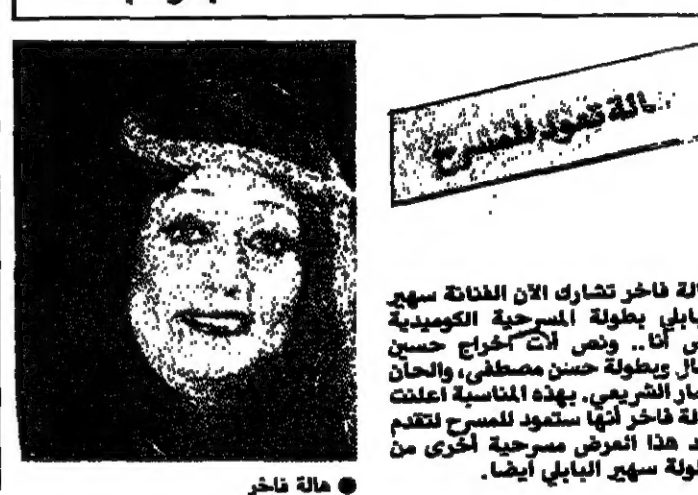 هالة تعود للمسرح
الة فاخر تشارك الآن الفنانة سهير
بابلي بطولة المسرحية الكوميدية
ص أنا.. ونص أنت اخراج حسين
مال وبطولة حسن مصطفى، والحان
مار الشريعي. بهذه المناسبة اعلنت
الة فاخر أنها ستعود للمسرح لتقدم
د هذا العرض مسرحية أخرى من
طولة سهير البابلي أيضا.
● هالة فاخر